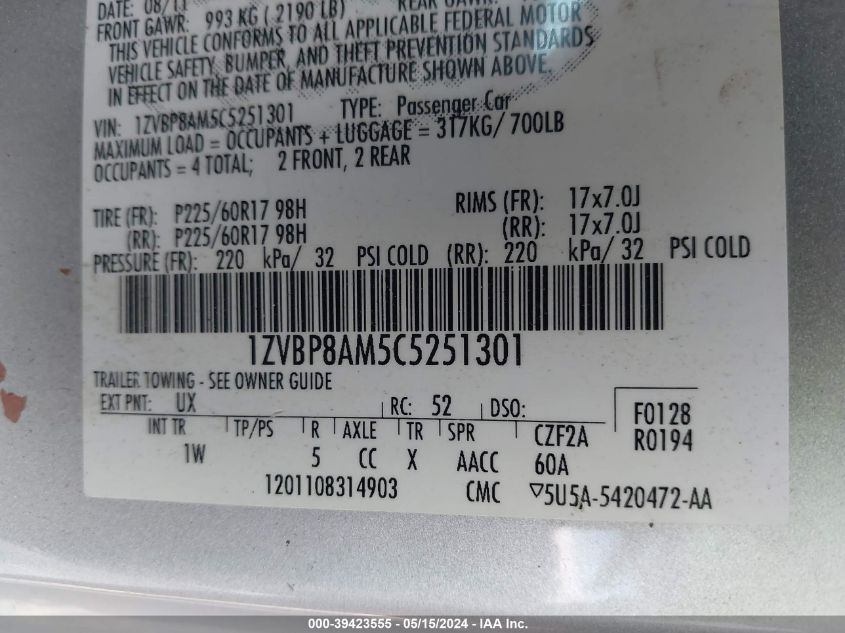 DATE: 08/11
FRONT GAWR: 993 KG ( 2190 LB) REAR GAWR:
THIS VEHICLE CONFORMS TO ALL APPLICABLE FEDERAL MOTOR
VEHICLE SAFETY, BUMPER, AND THEFT PREVENTION STANDARDS
IN EFFECT ON THE DATE OF MANUFACTURE SHOWN ABOVE.
VIN: 1ZVBP8AM5C5251301 TYPE: Passenger Car
MAXIMUM LOAD = OCCUPANTS + LUGGAGE = 317KG/ 700LB
OCCUPANTS = 4 TOTAL; 2 FRONT, 2 REAR
TIRE (FR): P225/60R17 98H RIMS (FR): 17x7.0J
(RR): P225/60R17 98H (RR): 17x7.0J
PRESSURE (FR): 220 kPa/ 32 PSI COLD (RR): 220 kPa/ 32 PSI COLD
1ZVBP8AM5C5251301
TRAILER TOWING - SEE OWNER GUIDE
EXT PNT: UX RC: 52 DSO: F0128
INT TR TP/PS R AXLE TR SPR CZF2A R0194
1W 5 CC X AACC 60A
1201108314903 CMC ▽5U5A-5420472-AA
000-39423555 - 05/15/2024 - IAA Inc.